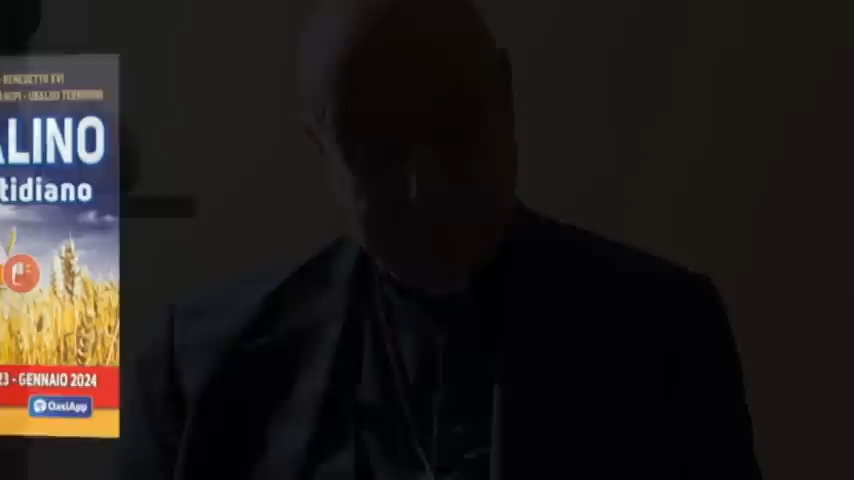 BENEDETTO XVI
UBALDO TERRINONI
ALINO
tidiano
23 - GENNAIO 2024
OasiApp